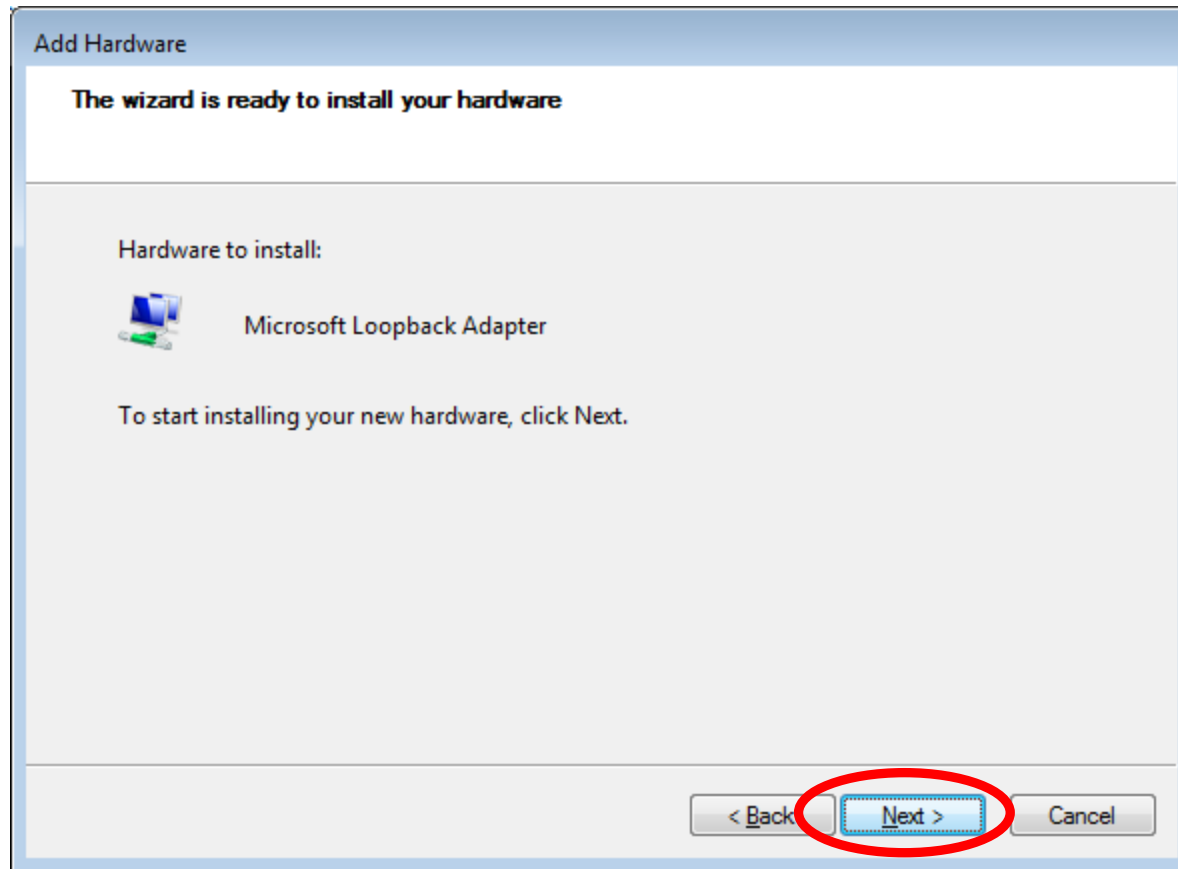 Add Hardware
The wizard is ready to install your hardware
Hardware to install:
Microsoft Loopback Adapter
To start installing your new hardware, click Next.
< Back
Next >
Cancel